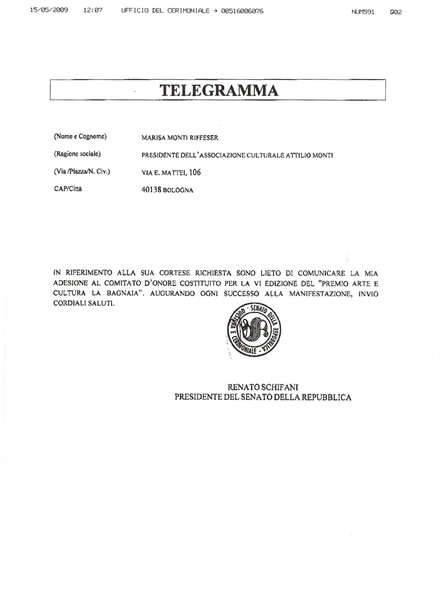 15/05/2009 12:07 UFFICIO DEL CERIMONIALE → 00516006076 NUM591 002
TELEGRAMMA
(Nome e Cognome) MARISA MONTI RIFFESER
(Ragione sociale) PRESIDENTE DELL'ASSOCIAZIONE CULTURALE ATTILIO MONTI
(Via /Piazza/N. Civ.) VIA E. MATTEI, 106
CAP/Città 40138 BOLOGNA
IN RIFERIMENTO ALLA SUA CORTESE RICHIESTA SONO LIETO DI COMUNICARE LA MIA
ADESIONE AL COMITATO D'ONORE COSTITUITO PER LA VI EDIZIONE DEL "PREMIO ARTE E
CULTURA LA BAGNAIA". AUGURANDO OGNI SUCCESSO ALLA MANIFESTAZIONE, INVIO
CORDIALI SALUTI.
SENATO DELLA REPUBBLICA
CERIMONIALE
RENATO SCHIFANI
PRESIDENTE DEL SENATO DELLA REPUBBLICA